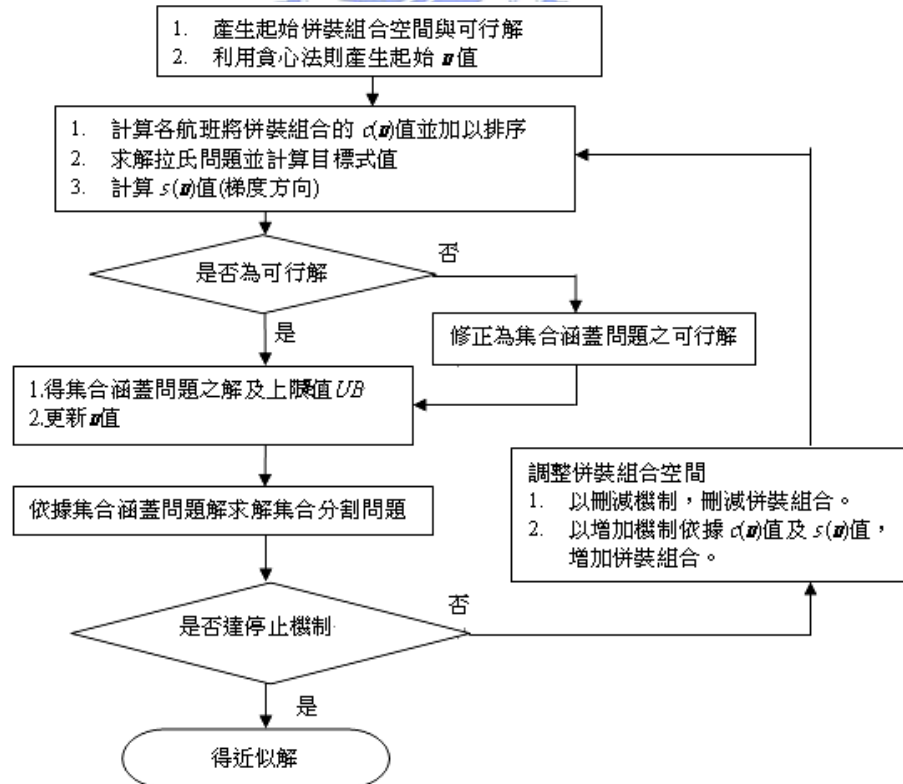 1. 產生起始併裝組合空間與可行解
2. 利用貪心法則產生起始 u 值
1. 計算各航班將併裝組合的 c(u)值並加以排序
2. 求解拉氏問題並計算目標式值
3. 計算 s(u)值(梯度方向)
是否為可行解
否
是
修正為集合涵蓋問題之可行解
1.得集合涵蓋問題之解及上限值UB
2.更新u值
依據集合涵蓋問題解求解集合分割問題
調整併裝組合空間
1. 以刪減機制，刪減併裝組合。
2. 以增加機制依據 c(u)值及 s(u)值，
增加併裝組合。
是否達停止機制
否
是
得近似解